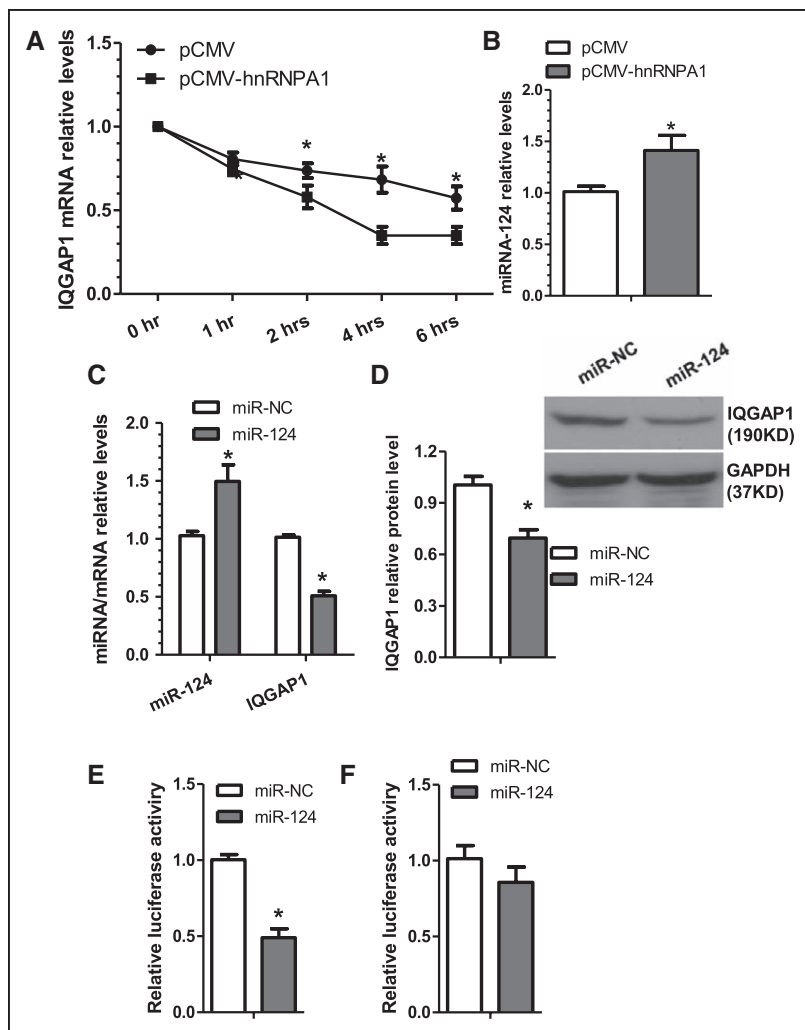 A
IQGAP1 mRNA relative levels
1.5
1.0
0.5
0.0
pCMV
pCMV-hnRNPA1
*
*
*
*
0 hr
1 hr
2 hrs
4 hrs
6 hrs
B
pCMV
pCMV-hnRNPA1
miRNA-124 relative levels
2.0
1.5
1.0
0.5
0.0
*
C
miR-NC
miR-124
miRNA/mRNA relative levels
2.0
1.5
1.0
0.5
0.0
*
*
miR-124
IQGAP1
D
miR-NC
miR-124
IQGAP1
(190KD)
GAPDH
(37KD)
IQGAP1 relative protein level
1.2
0.9
0.6
0.3
0.0
*
miR-NC
miR-124
E
miR-NC
miR-124
Relative luciferase activiry
1.5
1.0
0.5
0.0
*
F
miR-NC
miR-124
Relative luciferase activiry
1.5
1.0
0.5
0.0